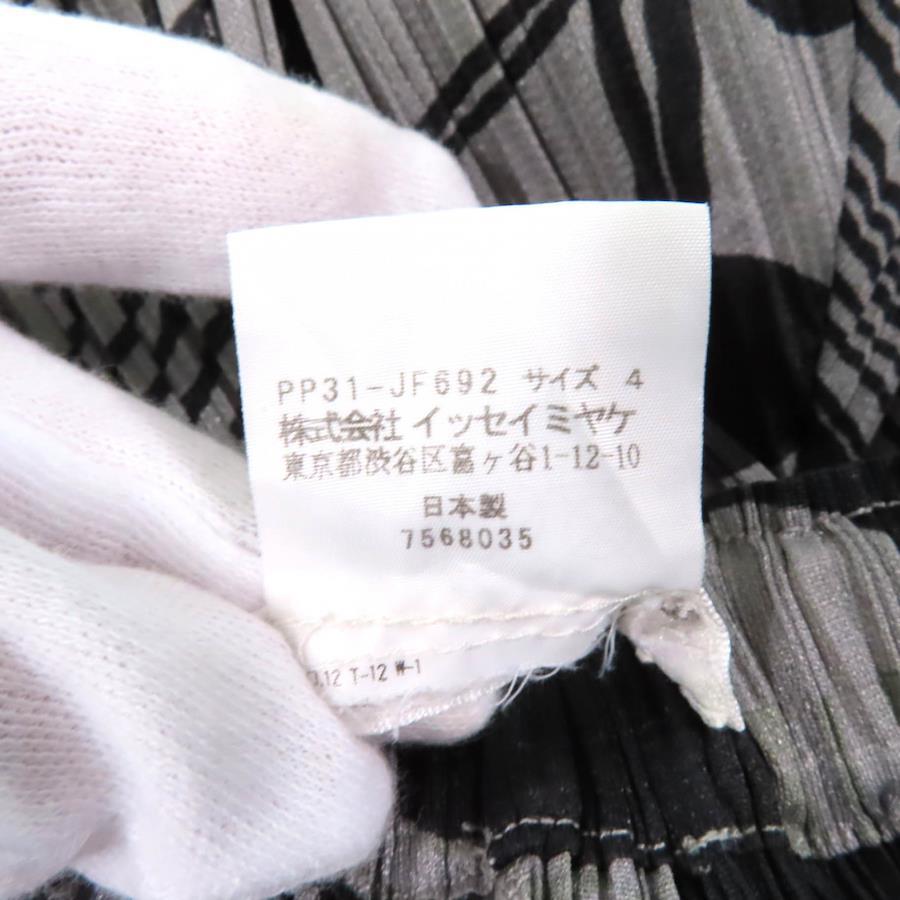 PP31-JF692 サイズ 4
株式会社 イッセイミヤケ
東京都渋谷区富ヶ谷1-12-10
日本製
7568035
.12 T-12 W-1